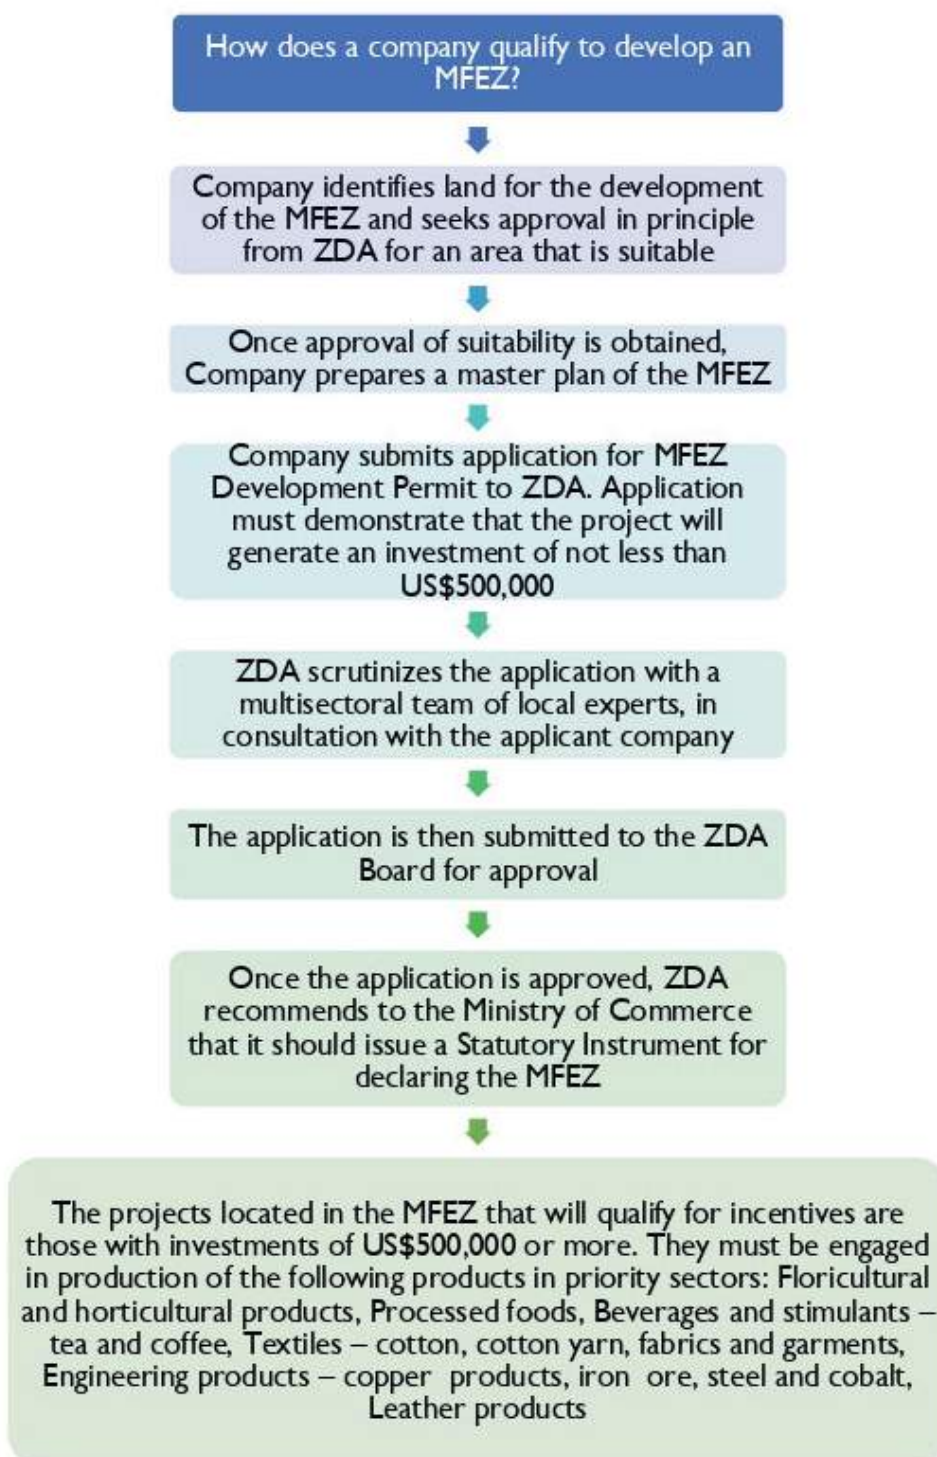 How does a company qualify to develop an
MFEZ?
Company identifies land for the development
of the MFEZ and seeks approval in principle
from ZDA for an area that is suitable
Once approval of suitability is obtained,
Company prepares a master plan of the MFEZ
Company submits application for MFEZ
Development Permit to ZDA. Application
must demonstrate that the project will
generate an investment of not less than
US$500,000
ZDA scrutinizes the application with a
multisectoral team of local experts, in
consultation with the applicant company
The application is then submitted to the ZDA
Board for approval
Once the application is approved, ZDA
recommends to the Ministry of Commerce
that it should issue a Statutory Instrument for
declaring the MFEZ
The projects located in the MFEZ that will qualify for incentives are
those with investments of US$500,000 or more. They must be engaged
in production of the following products in priority sectors: Floricultural
and horticultural products, Processed foods, Beverages and stimulants –
tea and coffee, Textiles – cotton, cotton yarn, fabrics and garments,
Engineering products – copper products, iron ore, steel and cobalt,
Leather products